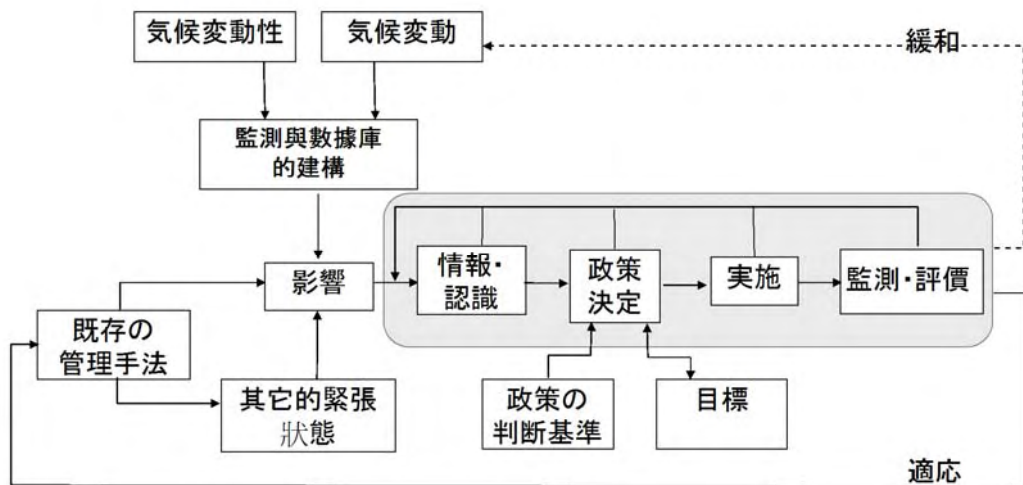 気候変動性
気候変動
緩和
監測與數據庫
的建構
影響
情報・
認識
政策
決定
実施
監測・評價
既存の
管理手法
其它的緊張
狀態
政策の
判断基準
目標
適応